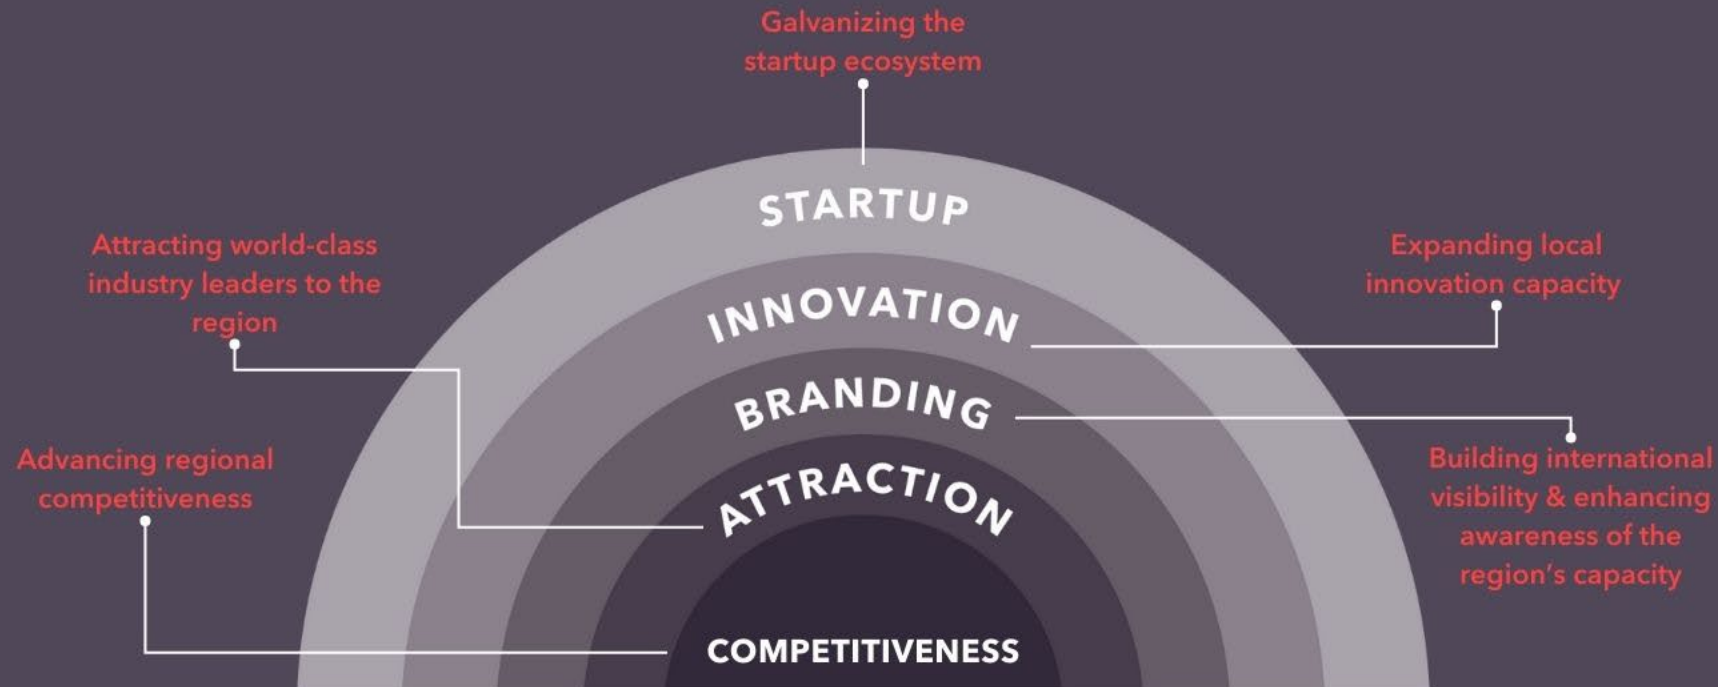 Galvanizing the
startup ecosystem
STARTUP
Attracting world-class
industry leaders to the
region
Expanding local
innovation capacity
INNOVATION
BRANDING
Advancing regional
competitiveness
Building international
visibility & enhancing
awareness of the
region's capacity
ATTRACTION
COMPETITIVENESS